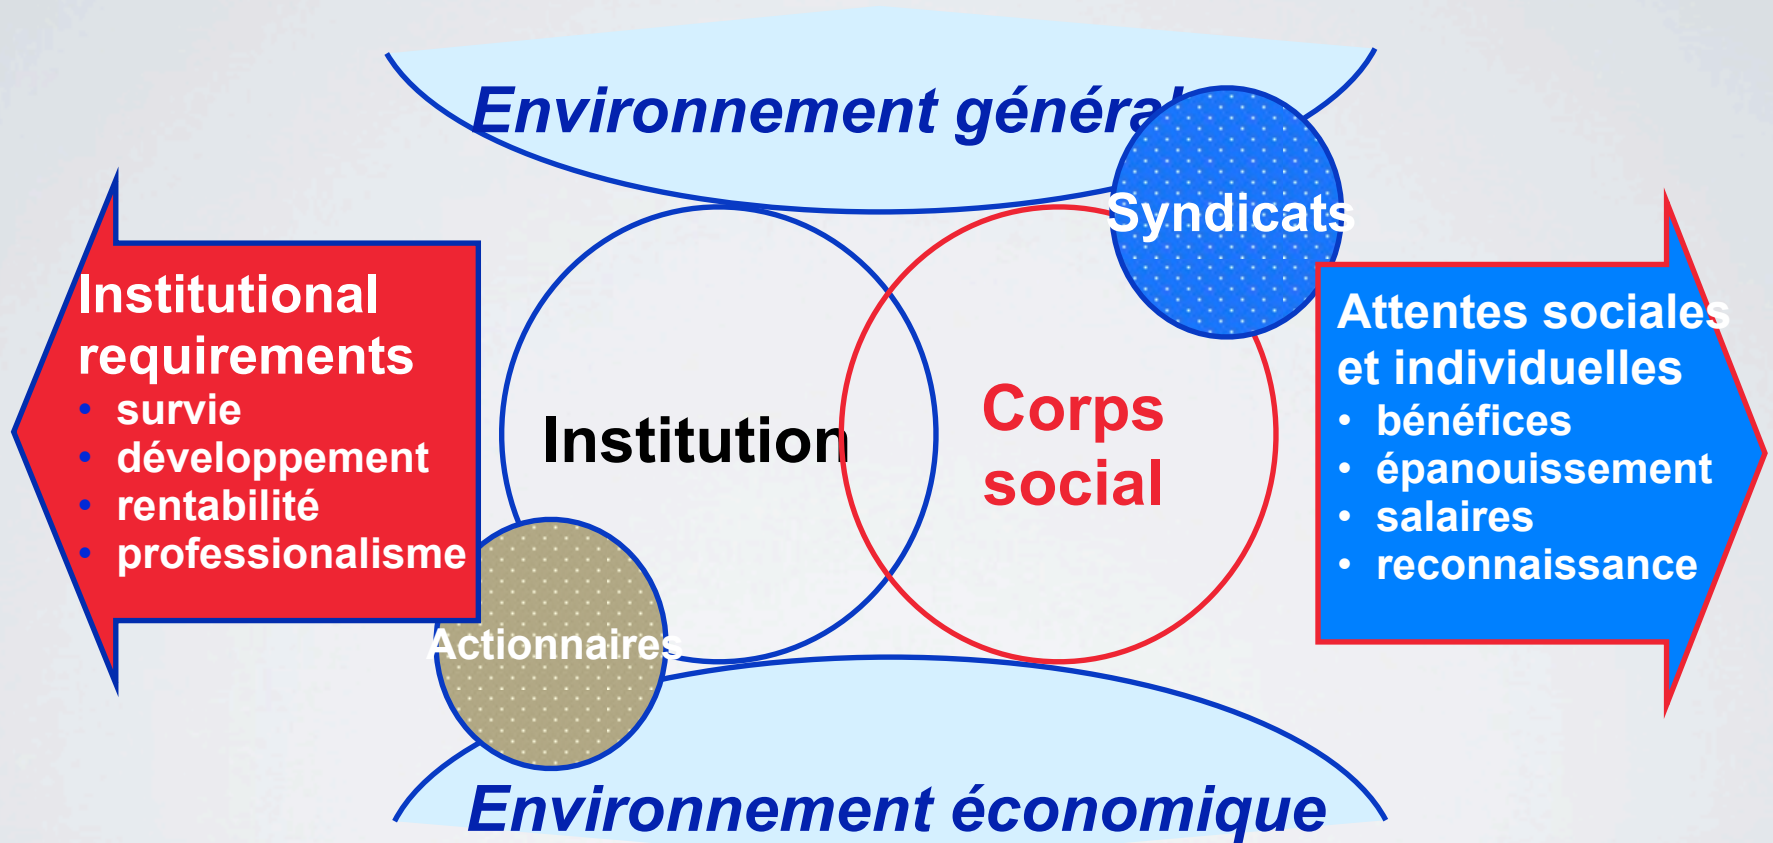 Environnement général
Syndicats
Institutional
requirements
• survie
• développement
• rentabilité
• professionalisme
Institution
Corps
social
Attentes sociales
et individuelles
• bénéfices
• épanouissement
• salaires
• reconnaissance
Actionnaires
Environnement économique